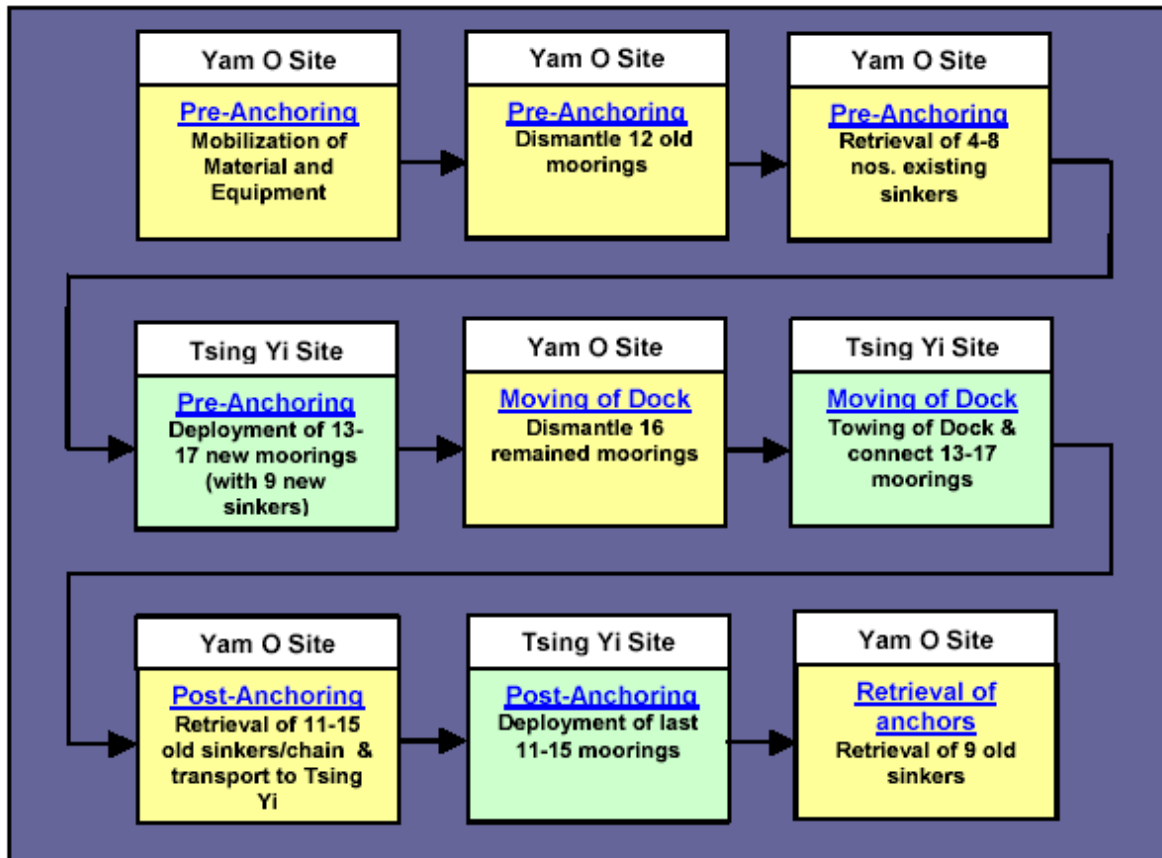 Yam O Site
Pre-Anchoring
Mobilization of
Material and
Equipment
Yam O Site
Pre-Anchoring
Dismantle 12 old
moorings
Yam O Site
Pre-Anchoring
Retrieval of 4-8
nos. existing
sinkers
Tsing Yi Site
Pre-Anchoring
Deployment of 13-
17 new moorings
(with 9 new
sinkers)
Yam O Site
Moving of Dock
Dismantle 16
remained moorings
Tsing Yi Site
Moving of Dock
Towing of Dock &
connect 13-17
moorings
Yam O Site
Post-Anchoring
Retrieval of 11-15
old sinkers/chain &
transport to Tsing
Yi
Tsing Yi Site
Post-Anchoring
Deployment of last
11-15 moorings
Yam O Site
Retrieval of
anchors
Retrieval of 9 old
sinkers